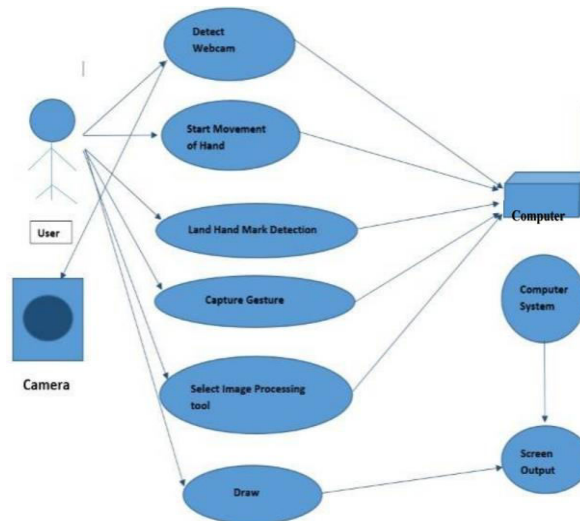 Detect
Webcam
Start Movement
of Hand
User
Land Hand Mark Detection
Computer
Capture Gesture
Computer
System
Camera
Select Image Processing
tool
Screen
Output
Draw